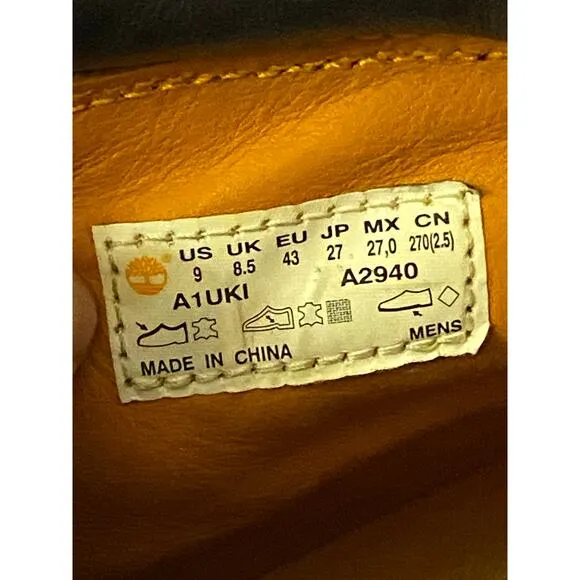 US UK EU JP MX CN
9 8.5 43 27 27,0 270(2.5)
A1UKI A2940
MENS
MADE IN CHINA